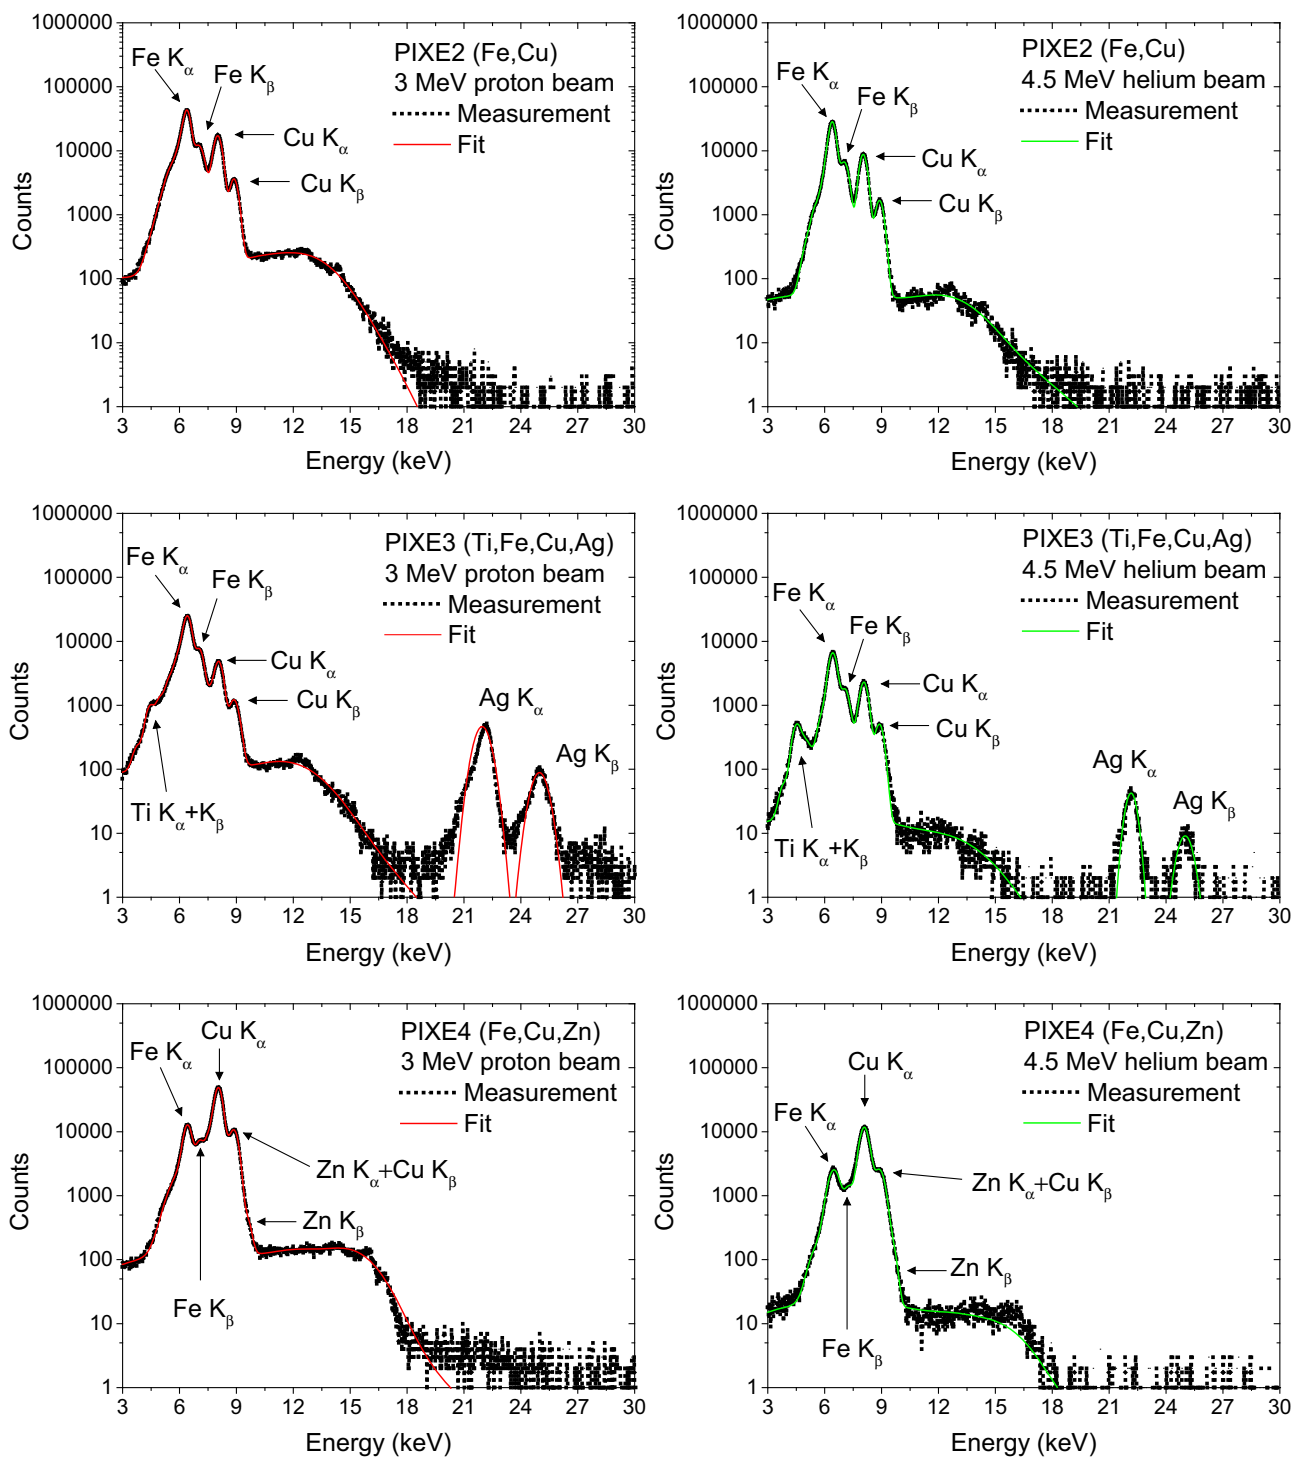 1000000
100000
10000
1000
100
10
1
Counts
PIXE2 (Fe,Cu)
3 MeV proton beam
Measurement
Fit
Fe Kα
Fe Kβ
Cu Kα
Cu Kβ
3 6 9 12 15 18 21 24 27 30
Energy (keV)
1000000
100000
10000
1000
100
10
1
Counts
PIXE2 (Fe,Cu)
4.5 MeV helium beam
Measurement
Fit
Fe Kα
Fe Kβ
Cu Kα
Cu Kβ
3 6 9 12 15 18 21 24 27 30
Energy (keV)
1000000
100000
10000
1000
100
10
1
Counts
PIXE3 (Ti,Fe,Cu,Ag)
3 MeV proton beam
Measurement
Fit
Fe Kα
Fe Kβ
Cu Kα
Cu Kβ
Ag Kα
Ag Kβ
Ti Kα+Kβ
3 6 9 12 15 18 21 24 27 30
Energy (keV)
1000000
100000
10000
1000
100
10
1
Counts
PIXE3 (Ti,Fe,Cu,Ag)
4.5 MeV helium beam
Measurement
Fit
Fe Kα
Fe Kβ
Cu Kα
Cu Kβ
Ag Kα
Ag Kβ
Ti Kα+Kβ
3 6 9 12 15 18 21 24 27 30
Energy (keV)
1000000
100000
10000
1000
100
10
1
Counts
PIXE4 (Fe,Cu,Zn)
3 MeV proton beam
Measurement
Fit
Cu Kα
Fe Kα
Zn Kα+Cu Kβ
Zn Kβ
Fe Kβ
3 6 9 12 15 18 21 24 27 30
Energy (keV)
1000000
100000
10000
1000
100
10
1
Counts
PIXE4 (Fe,Cu,Zn)
4.5 MeV helium beam
Measurement
Fit
Cu Kα
Fe Kα
Zn Kα+Cu Kβ
Zn Kβ
Fe Kβ
3 6 9 12 15 18 21 24 27 30
Energy (keV)